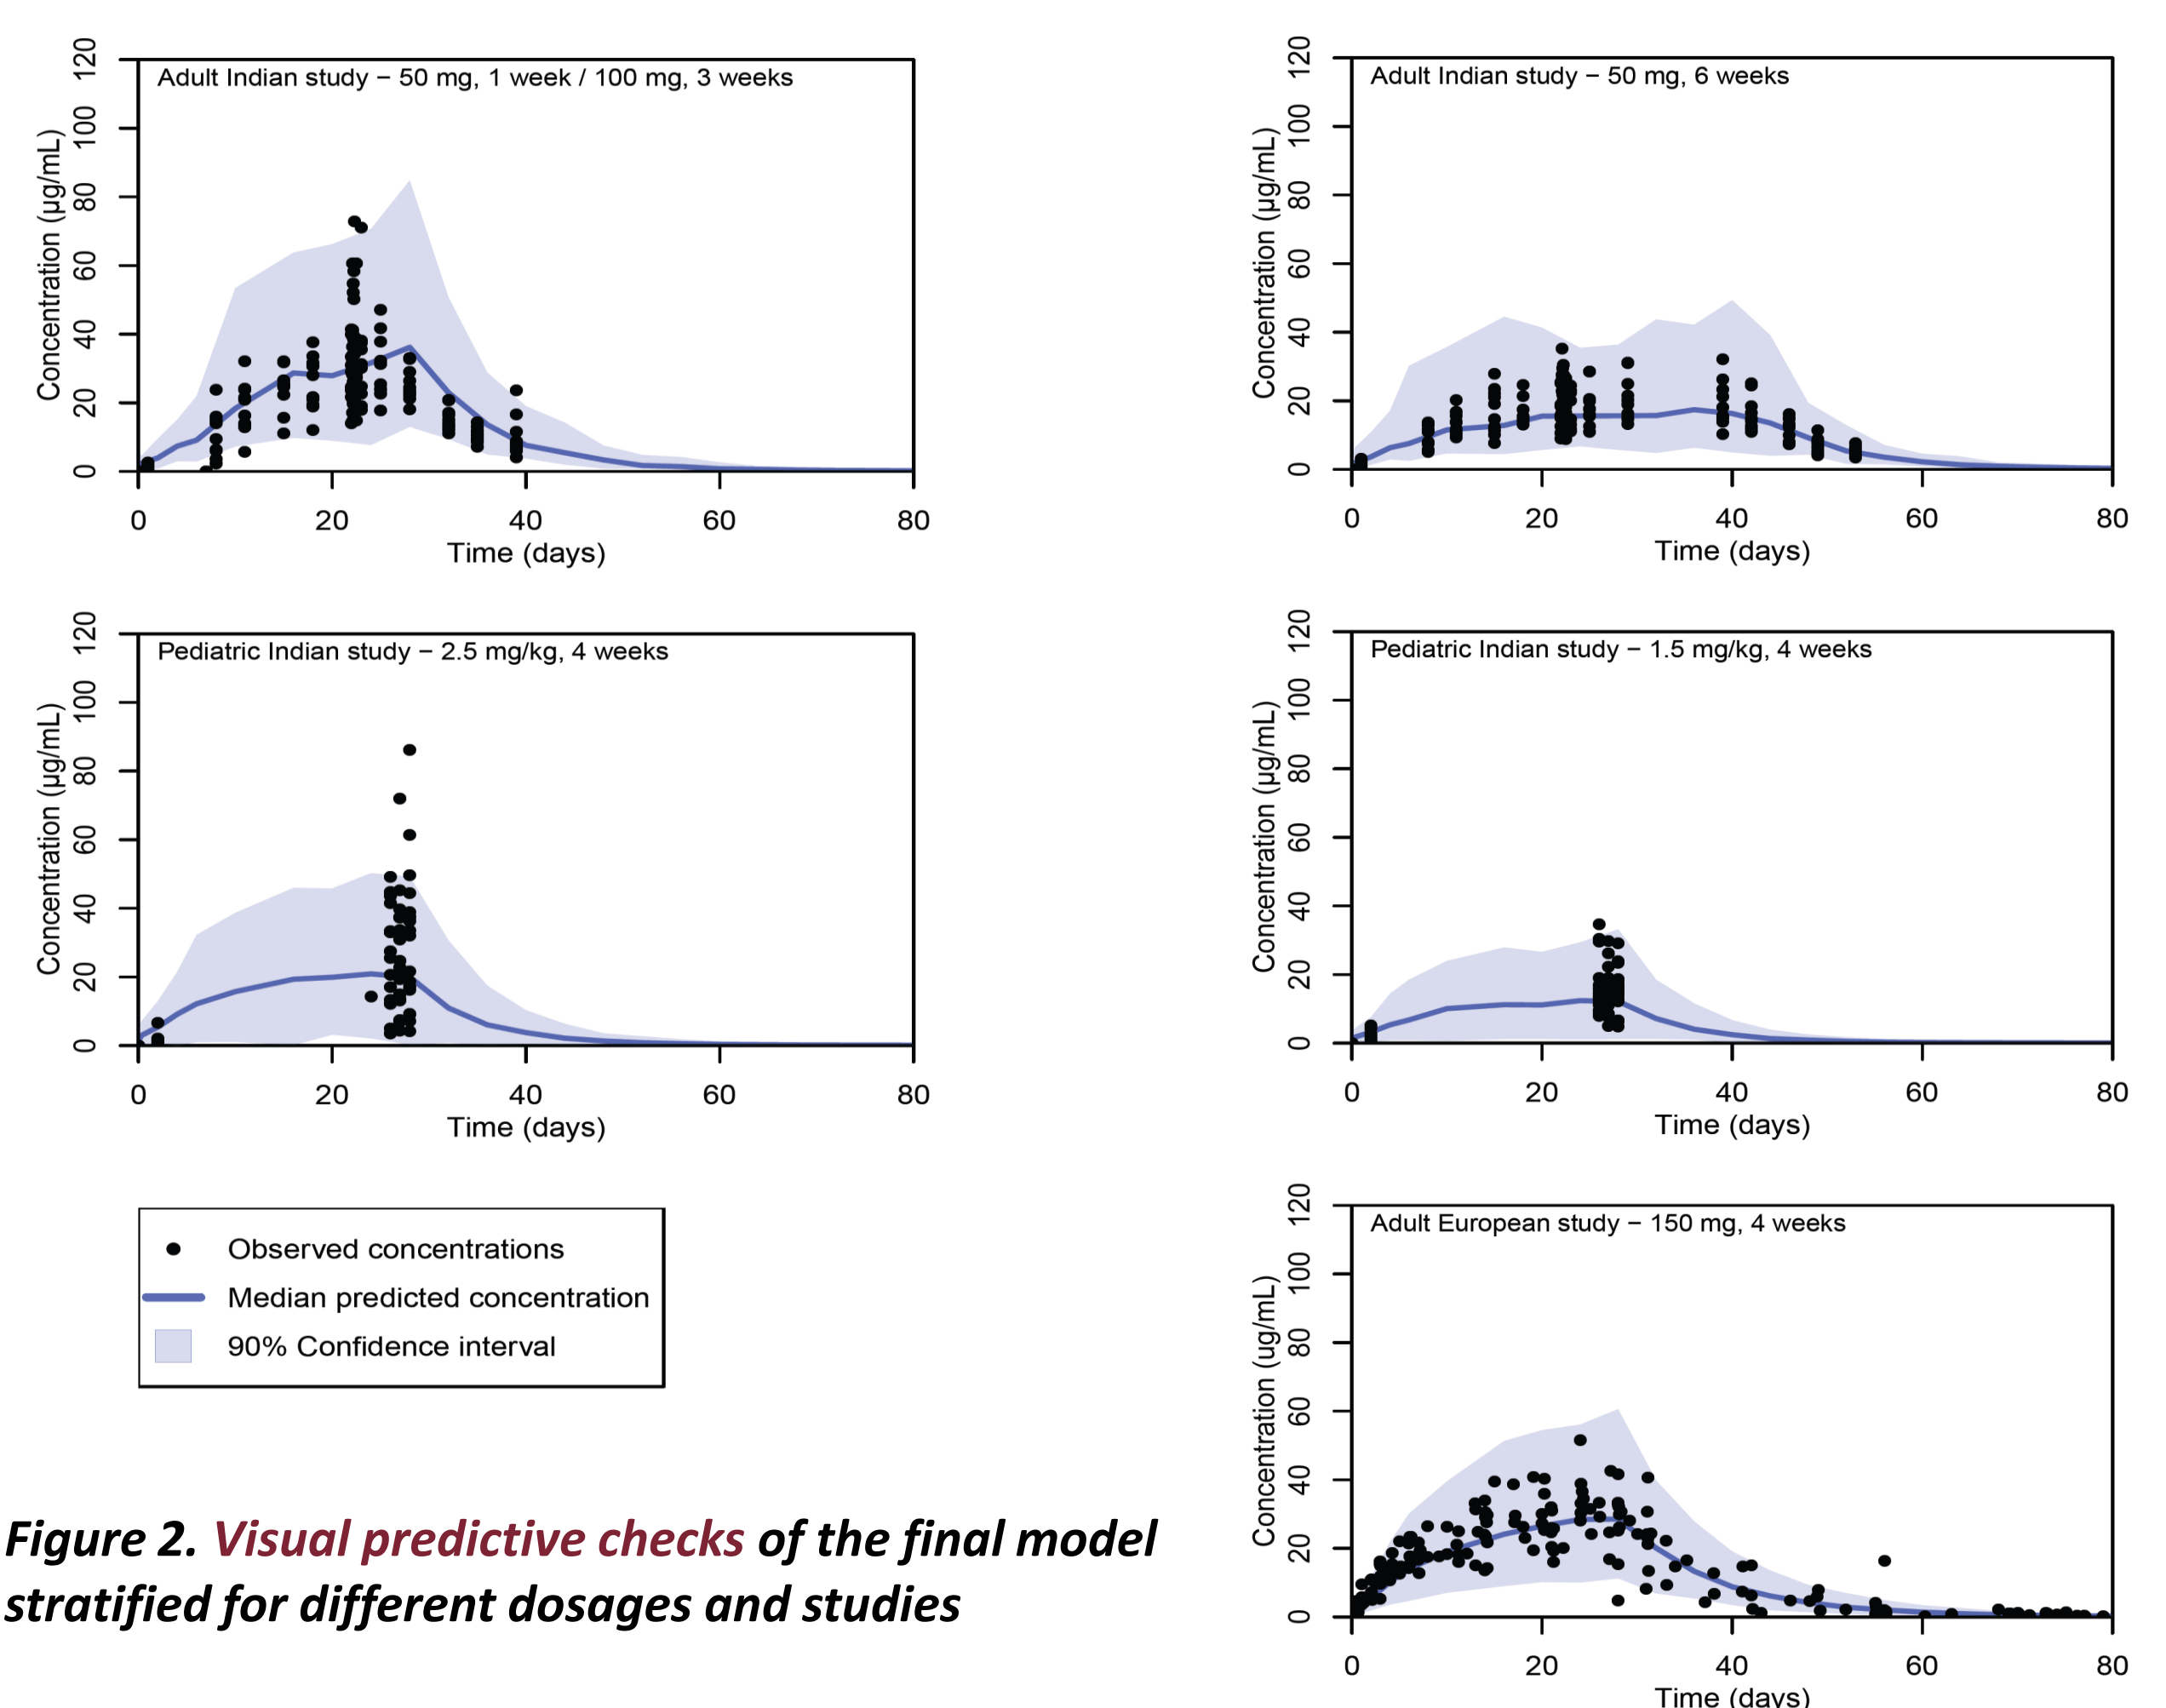 Adult Indian study − 50 mg, 1 week / 100 mg, 3 weeks
Concentration (µg/mL)
0 20 40 60 80 100 120
0 20 40 60 80
Time (days)
Adult Indian study − 50 mg, 6 weeks
Concentration (µg/mL)
0 20 40 60 80 100 120
0 20 40 60 80
Time (days)
Pediatric Indian study − 2.5 mg/kg, 4 weeks
Concentration (µg/mL)
0 20 40 60 80 100 120
0 20 40 60 80
Time (days)
Pediatric Indian study − 1.5 mg/kg, 4 weeks
Concentration (µg/mL)
0 20 40 60 80 100 120
0 20 40 60 80
Time (days)
Observed concentrations
Median predicted concentration
90% Confidence interval
Adult European study − 150 mg, 4 weeks
Concentration (ug/mL)
0 20 40 60 80 100 120
0 20 40 60 80
Time (days)
Figure 2. Visual predictive checks of the final model
stratified for different dosages and studies